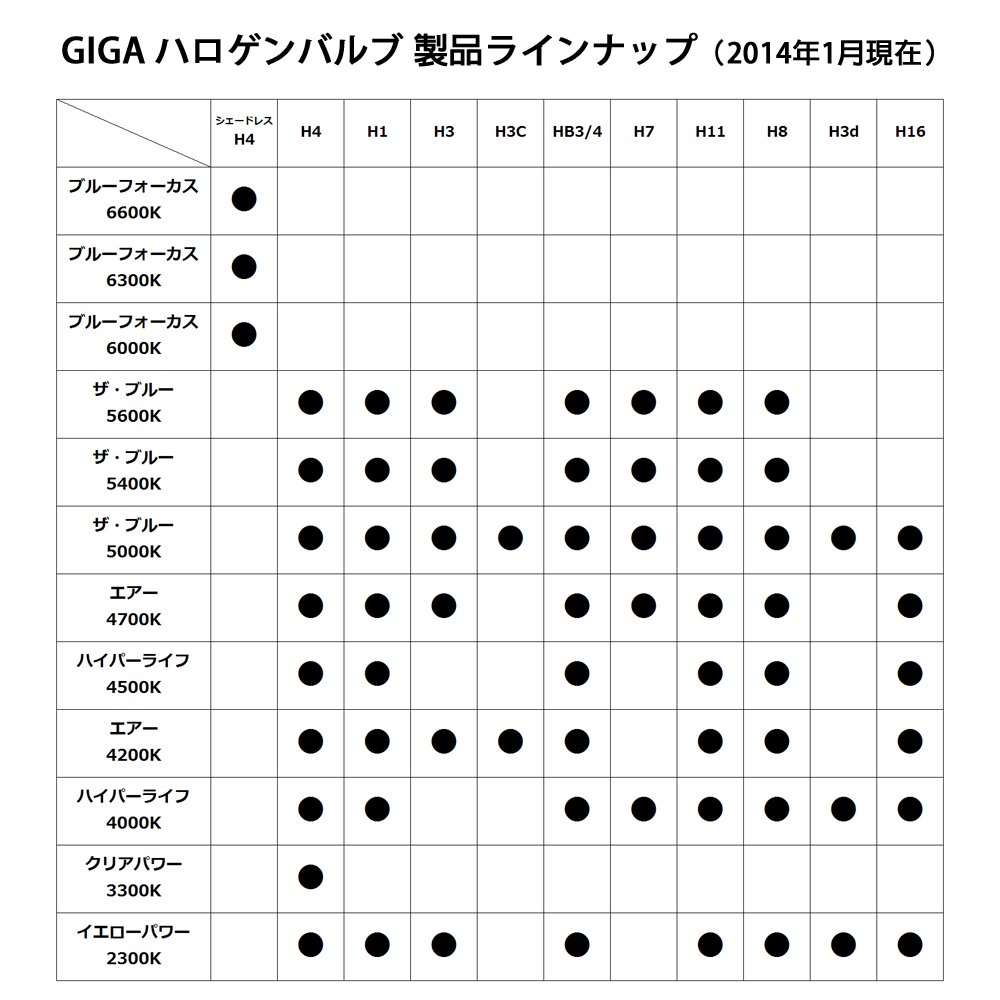 GIGA ハロゲンバルブ 製品ラインナップ（2014年1月現在）
シェードレス
H4 H4 H1 H3 H3C HB3/4 H7 H11 H8 H3d H16
ブルーフォーカス
6600K ●
ブルーフォーカス
6300K ●
ブルーフォーカス
6000K ●
ザ・ブルー
5600K ● ● ● ● ● ● ●
ザ・ブルー
5400K ● ● ● ● ● ● ●
ザ・ブルー
5000K ● ● ● ● ● ● ● ● ● ●
エアー
4700K ● ● ● ● ● ● ● ●
ハイパーライフ
4500K ● ● ● ● ● ●
エアー
4200K ● ● ● ● ● ● ● ●
ハイパーライフ
4000K ● ● ● ● ● ● ● ●
クリアパワー
3300K ●
イエローパワー
2300K ● ● ● ● ● ● ● ●